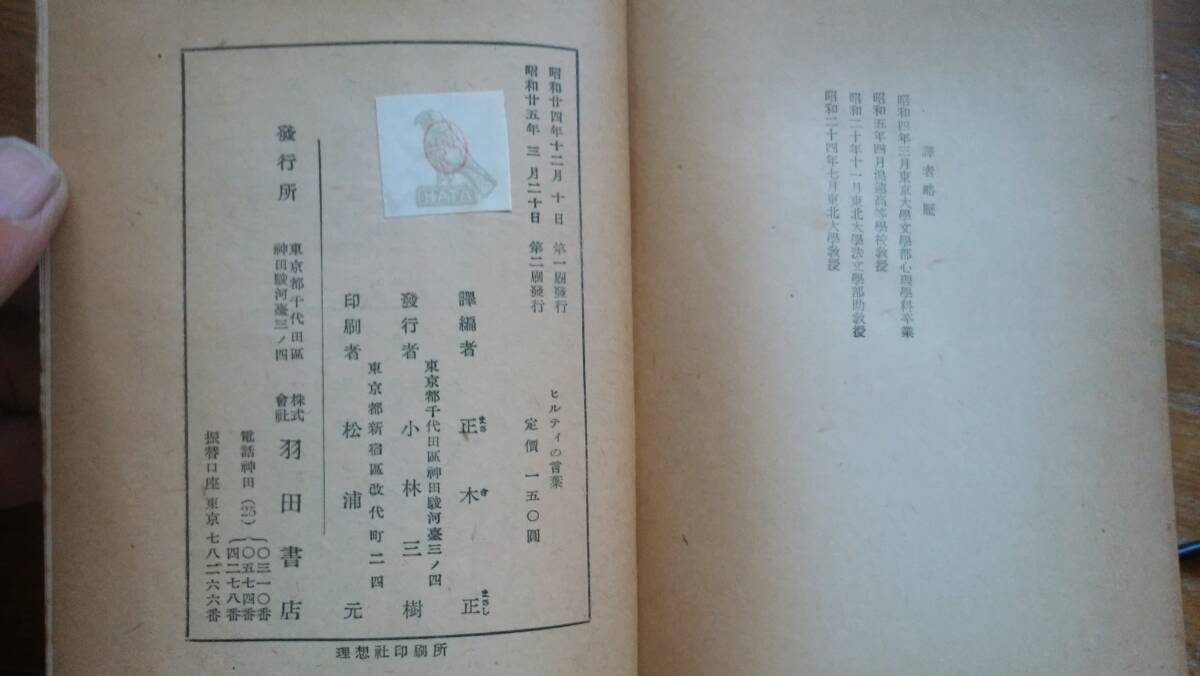 譯者略歷
昭和四年三月東京大學文學部心理學科卒業
昭和五年四月浪速高等學校教授
昭和二十年十一月東北大學法文學部助教授
昭和二十四年七月東北大學教授
ヒルティの言葉
定價 一五〇圓
昭和廿四年十二月十日 第一刷發行
昭和廿五年三月二十日 第二刷發行
HATA
譯編者 正木正
まさ き まさし
東京都千代田區神田駿河臺三ノ四
發行者 小林三樹
東京都新宿區改代町二四
印刷者 松浦元
發行所 東京都千代田區
神田駿河臺三ノ四
株式
會社 羽田書店
電話神田(25)
〇三一〇番
〇五七四番
四二七八番
振替口座 東京 七八二六六番
理想社印刷所